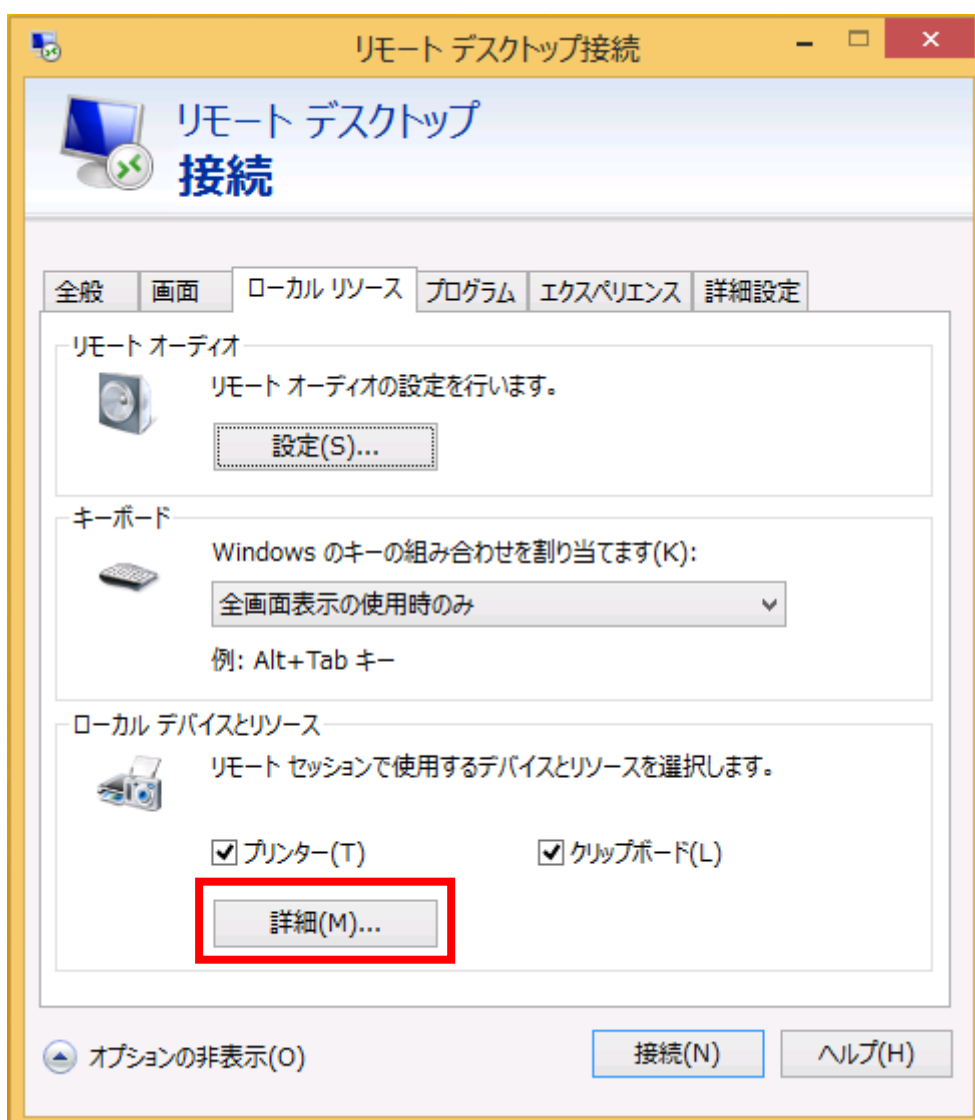 リモート デスクトップ接続
リモート デスクトップ
接続
全般 画面 ローカル リソース プログラム エクスペリエンス 詳細設定
リモート オーディオ
リモート オーディオの設定を行います。
設定(S)...
キーボード
Windows のキーの組み合わせを割り当てます(K):
全画面表示の使用時のみ
例: Alt+Tab キー
ローカル デバイスとリソース
リモート セッションで使用するデバイスとリソースを選択します。
プリンター(T) クリップボード(L)
詳細(M)...
オプションの非表示(O) 接続(N) ヘルプ(H)